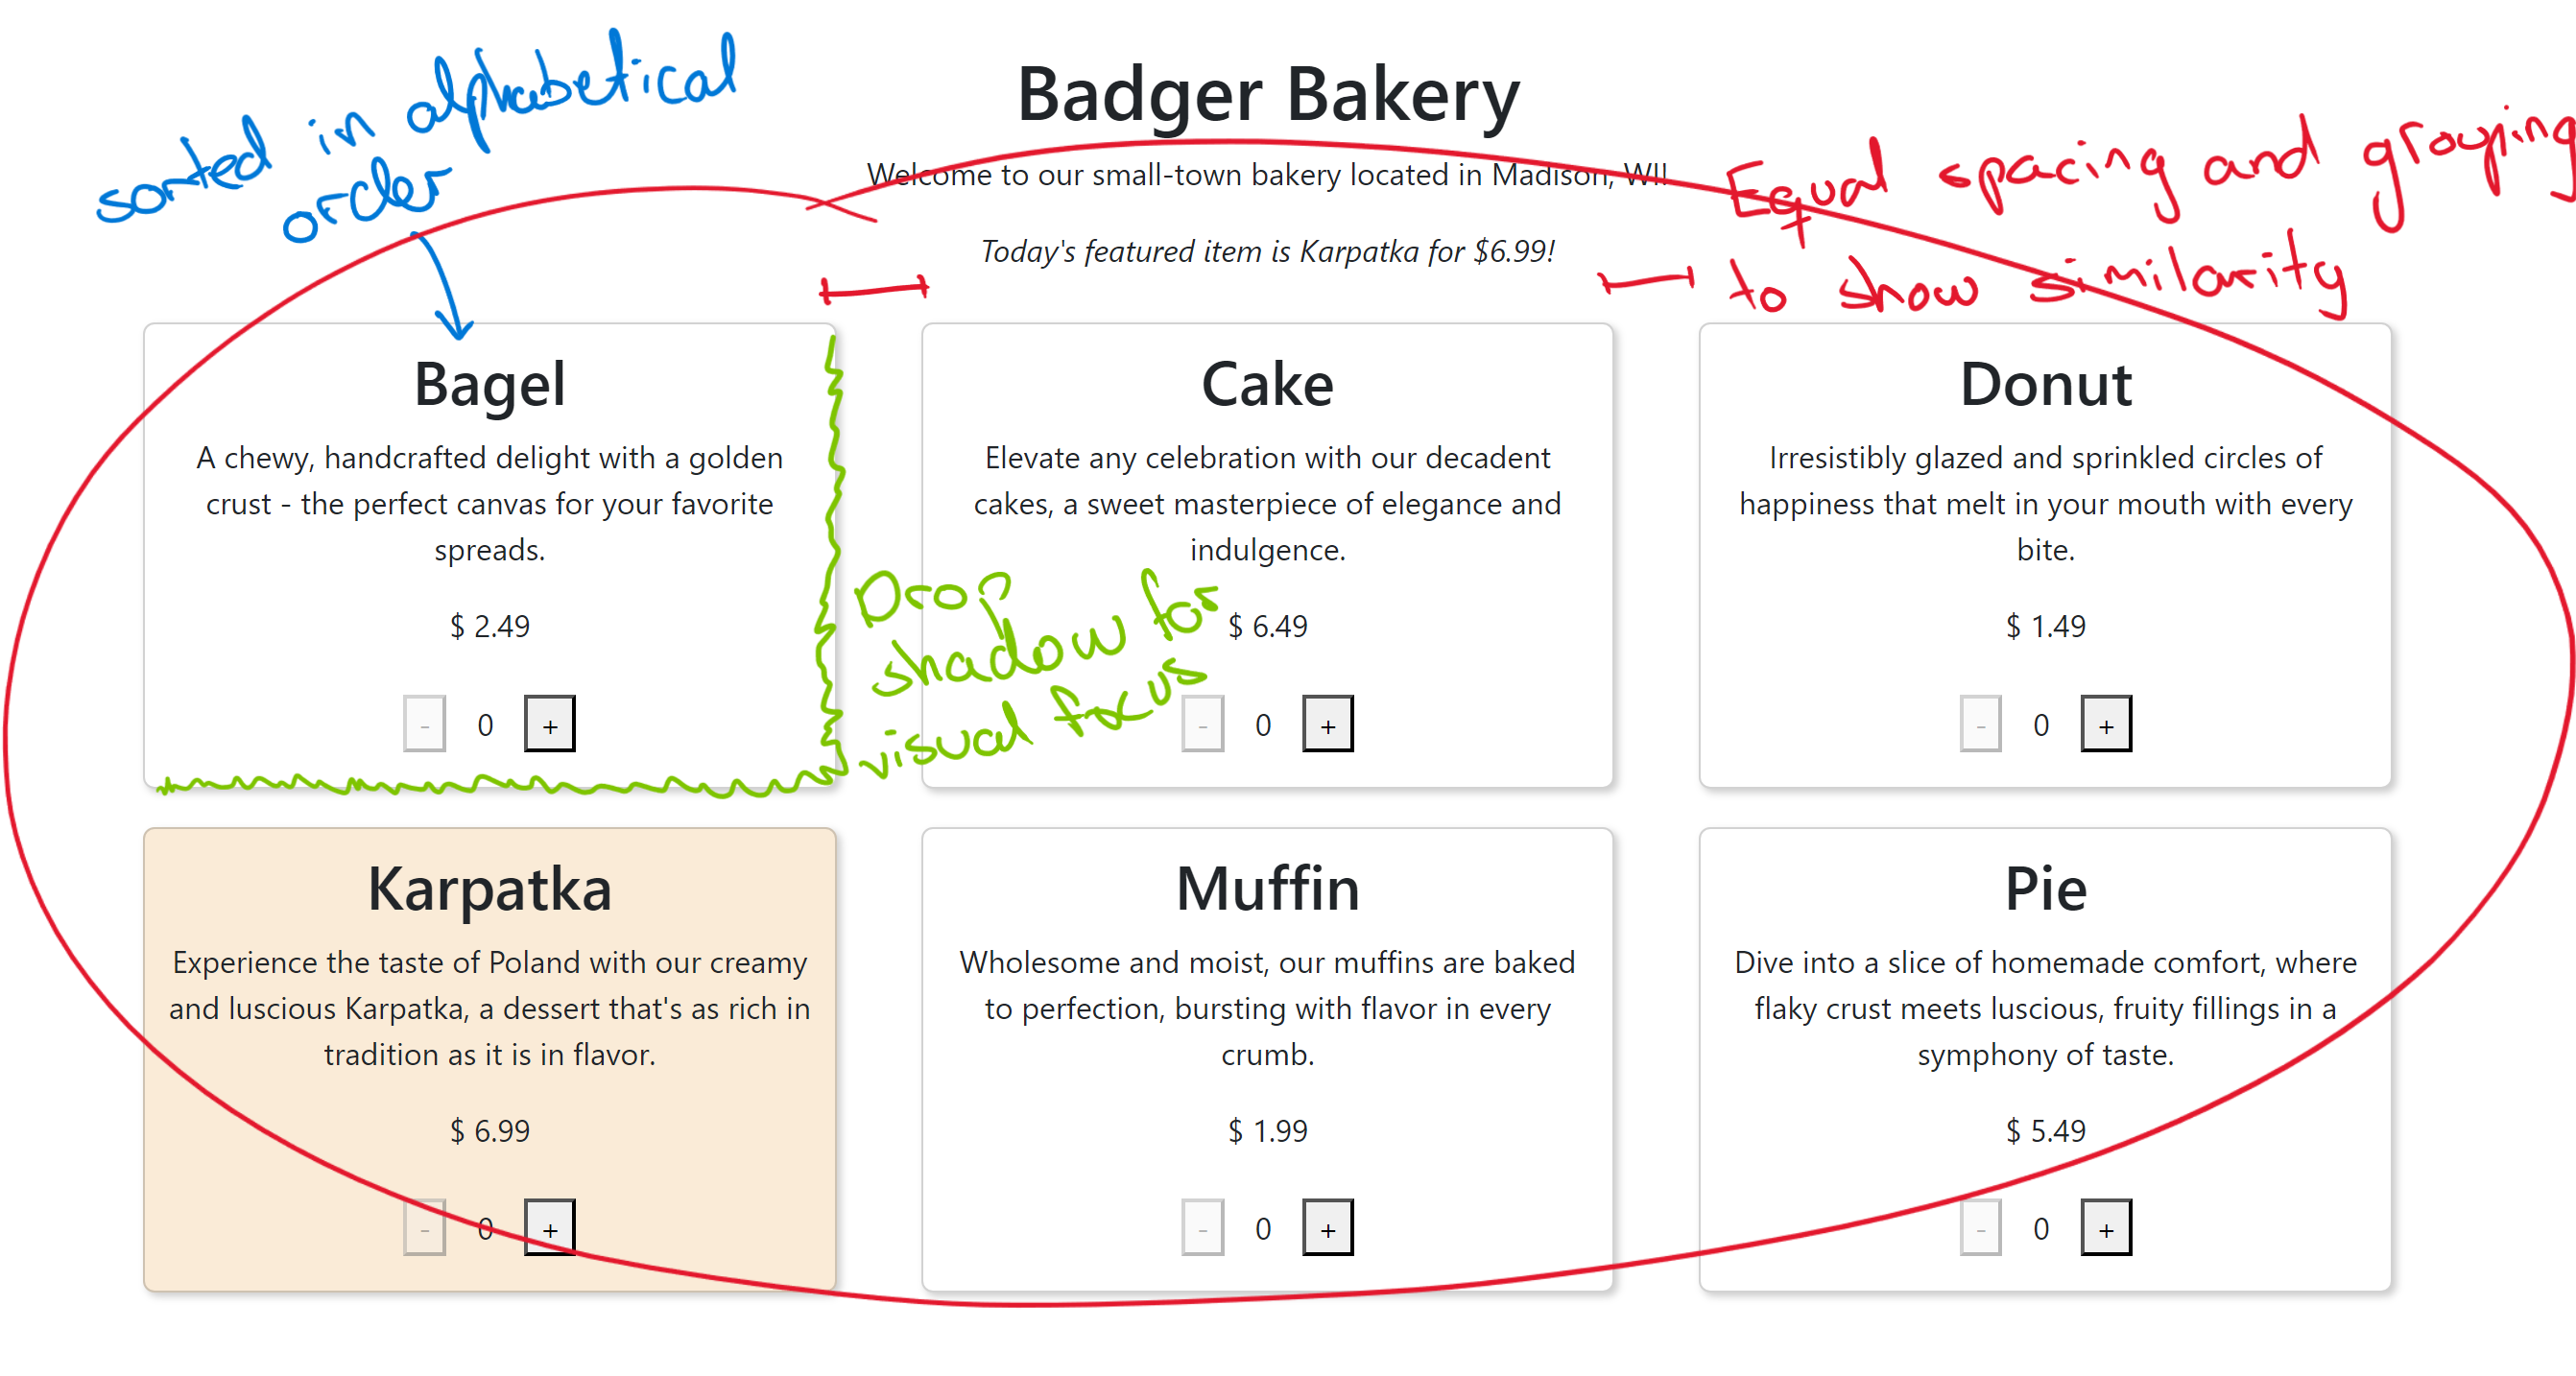 sorted in alphabetical
order
Badger Bakery
Welcome to our small-town bakery located in Madison, WI!
Today's featured item is Karpatka for $6.99!
Equal spacing and grouping
to show similarity
Bagel
A chewy, handcrafted delight with a golden
crust - the perfect canvas for your favorite
spreads.
$ 2.49
- 0 +
Drop
shadow for
visual focus
Cake
Elevate any celebration with our decadent
cakes, a sweet masterpiece of elegance and
indulgence.
$ 6.49
- 0 +
Donut
Irresistibly glazed and sprinkled circles of
happiness that melt in your mouth with every
bite.
$ 1.49
- 0 +
Karpatka
Experience the taste of Poland with our creamy
and luscious Karpatka, a dessert that's as rich in
tradition as it is in flavor.
$ 6.99
- 0 +
Muffin
Wholesome and moist, our muffins are baked
to perfection, bursting with flavor in every
crumb.
$ 1.99
- 0 +
Pie
Dive into a slice of homemade comfort, where
flaky crust meets luscious, fruity fillings in a
symphony of taste.
$ 5.49
- 0 +